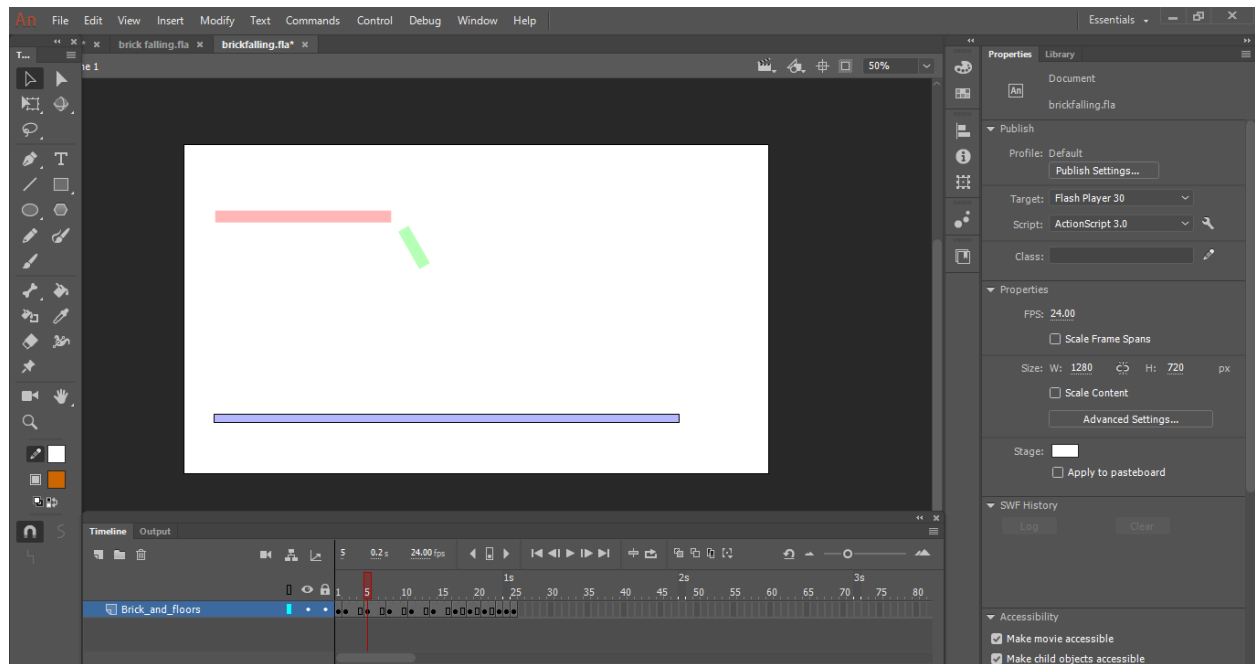 An File Edit View Insert Modify Text Commands Control Debug Window Help Essentials
brick falling.fla × brickfalling.fla* ×
T...
ne 1
50%
Properties Library
Document
An
brickfalling.fla
Publish
Profile: Default
Publish Settings...
Target: Flash Player 30
Script: ActionScript 3.0
Class:
Properties
FPS: 24.00
Scale Frame Spans
Size: W: 1280 H: 720 px
Scale Content
Advanced Settings...
Stage:
Apply to pasteboard
SWF History
Log Clear
Accessibility
Make movie accessible
Make child objects accessible
Timeline Output
5 0.2 s 24.00 fps
1s 2s 3s
1 5 10 15 20 25 30 35 40 45 50 55 60 65 70 75 80
Brick_and_floors